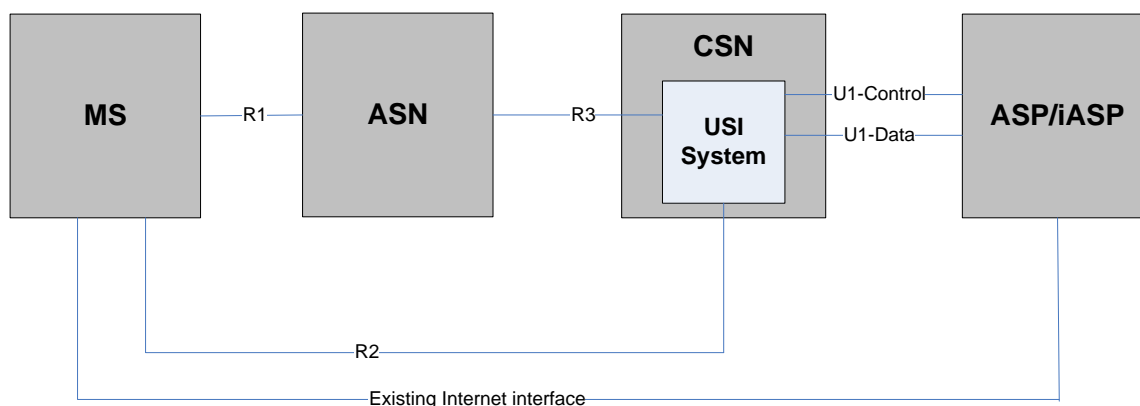 MS
ASN
CSN
USI
System
ASP/iASP
R1
R3
U1-Control
U1-Data
R2
Existing Internet interface